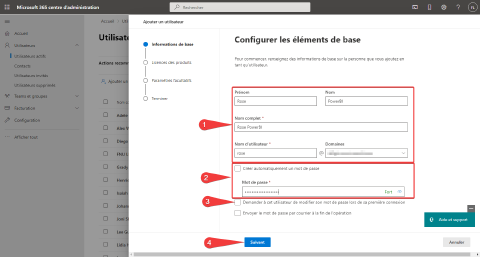 Microsoft 365 centre d'administration
Rechercher
Ajouter un utilisateur
Accueil
Utilisateurs
Utilisateurs actifs
Contacts
Utilisateurs invités
Utilisateurs supprimés
Teams et groupes
Facturation
Configuration
Afficher tout
Accueil
Utilisate
Actions recom
Ajouter un
Informations de base
Licences des produits
Paramètres facultatifs
Terminer
Configurer les éléments de base
Pour commencer, renseignez des informations de base sur la personne que vous ajoutez en
tant qu'utilisateur.
Prénom
Nom
Rose
PowerBI
Nom complet *
Rose PowerBI
Nom d'utilisateur *
Domaines
rose
@
1
Créer automatiquement un mot de passe
2
Mot de passe *
Fort
3
Demander à cet utilisateur de modifier son mot de passe lors de sa première connexion
Envoyer le mot de passe par courrier à la fin de l'opération
Aide et support
4
Suivant
Annuler